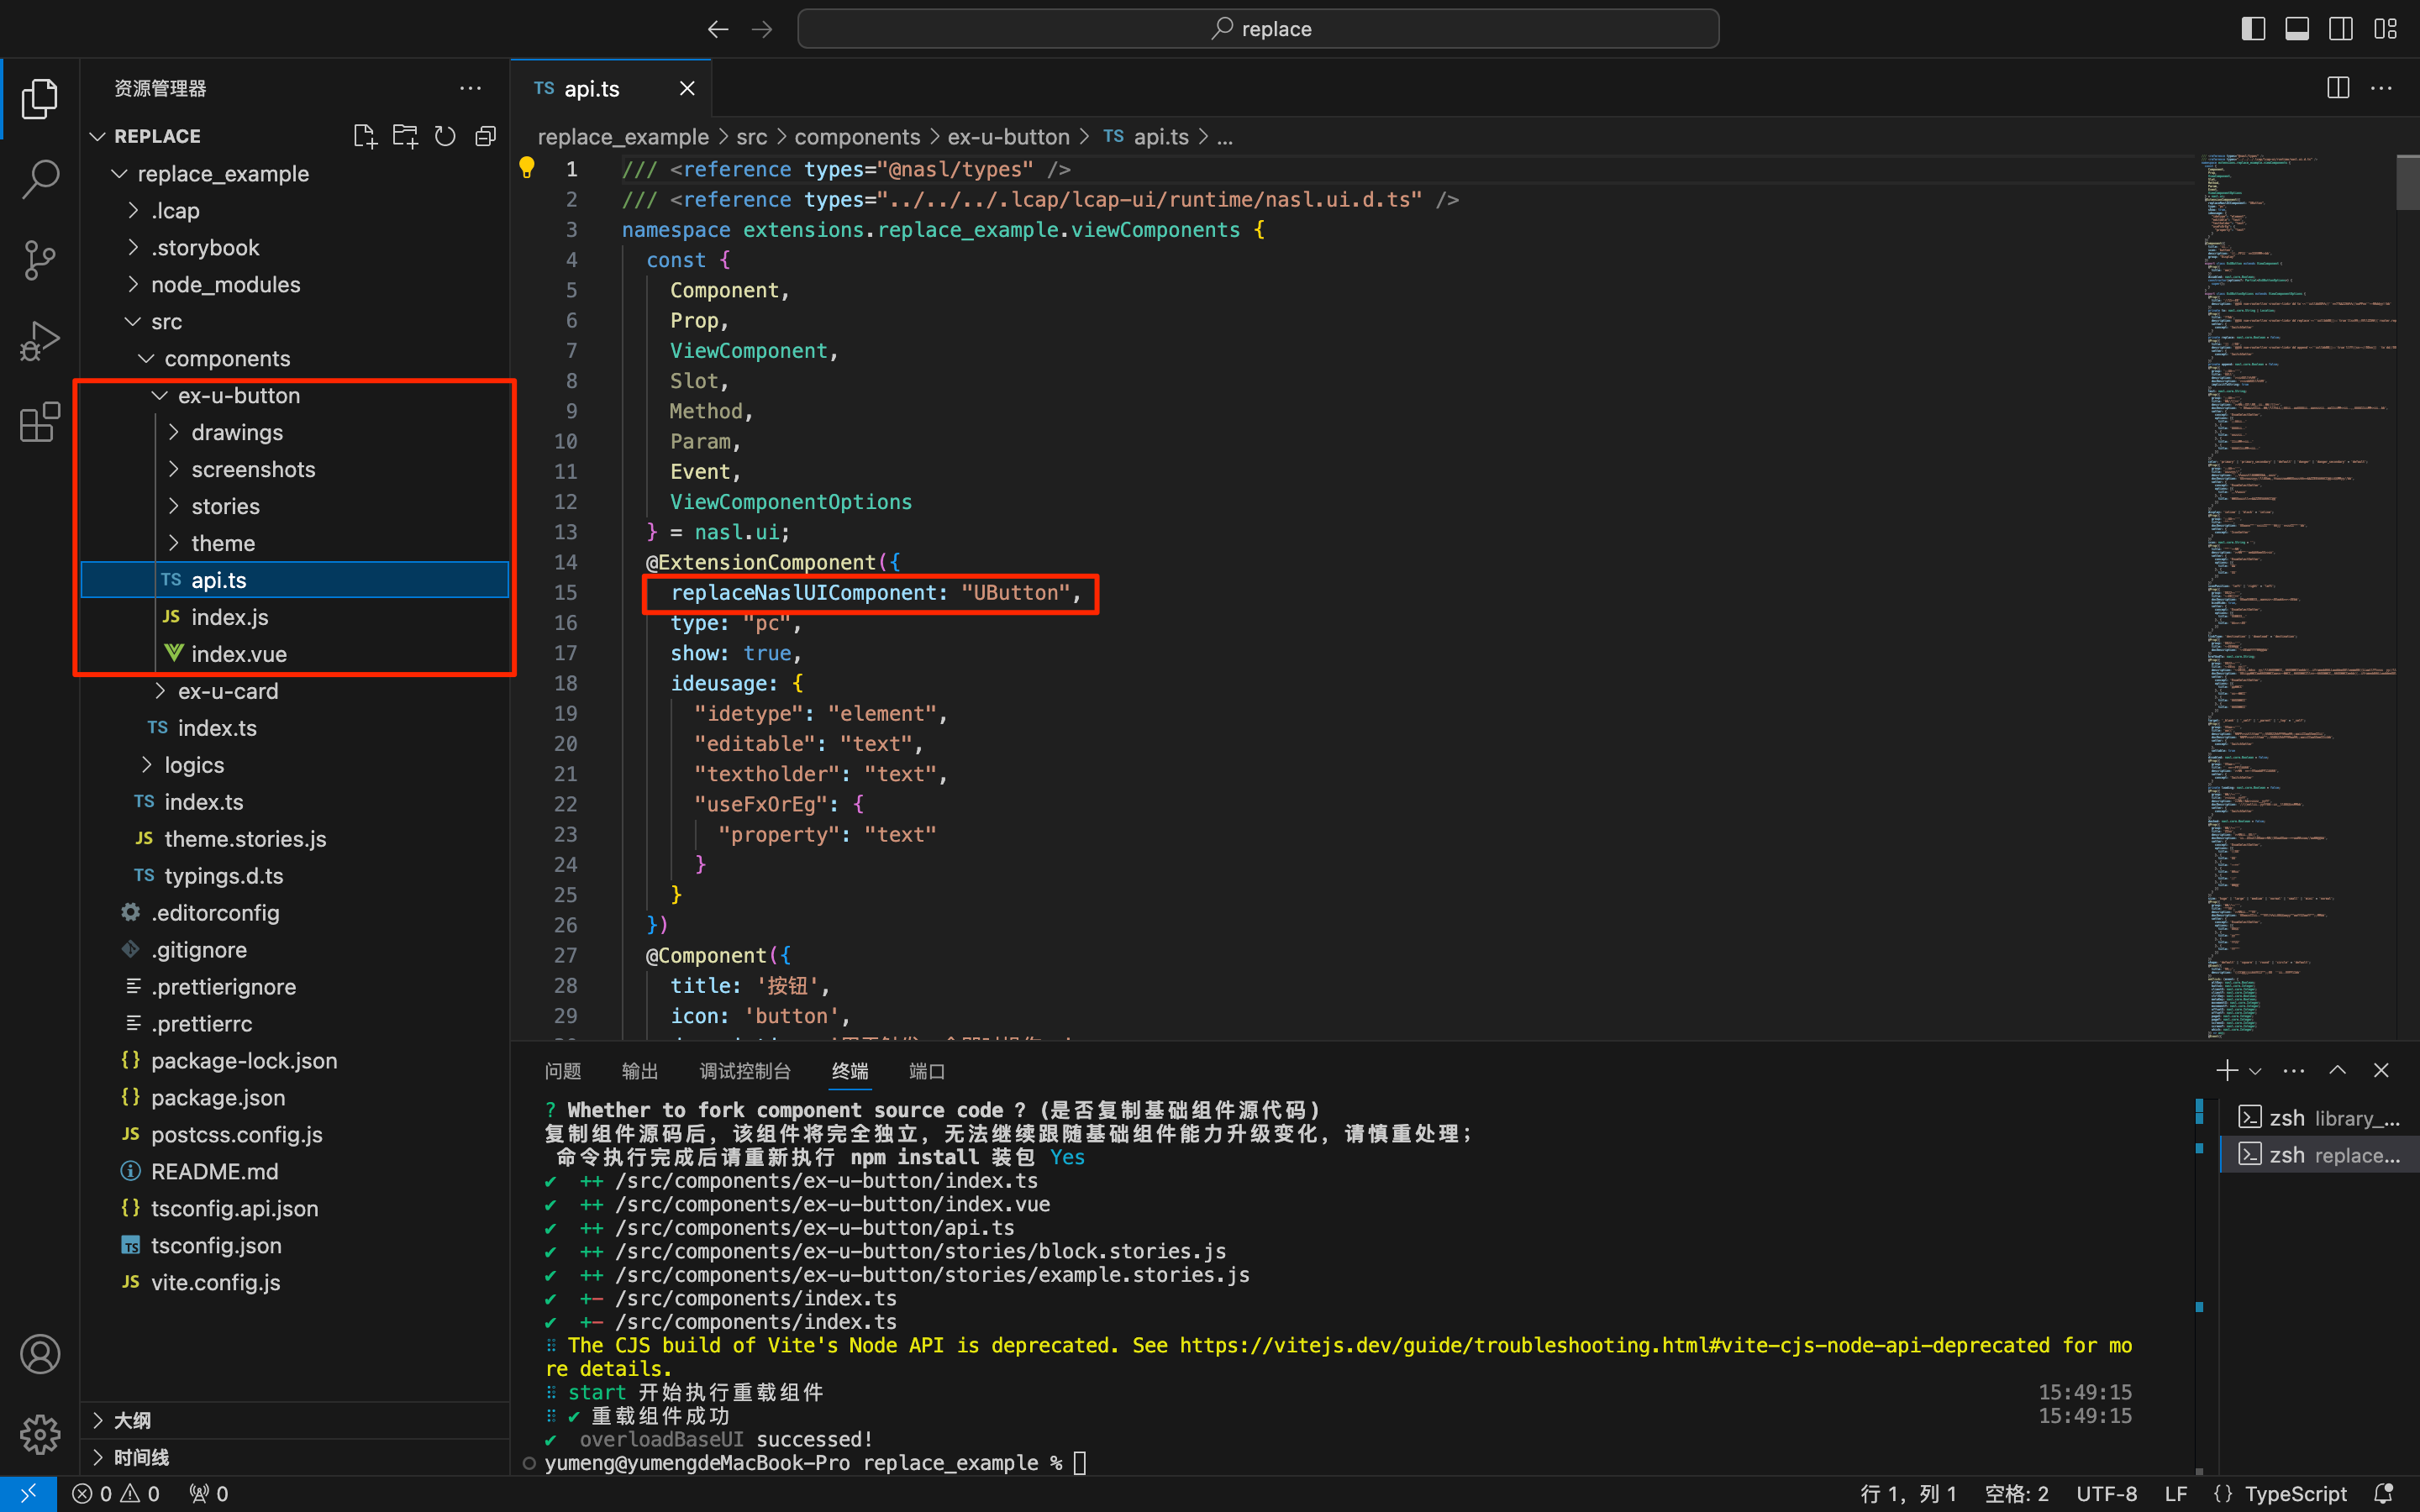 replace
资源管理器
REPLACE
replace_example
.lcap
.storybook
node_modules
src
components
ex-u-button
drawings
screenshots
stories
theme
TS api.ts
JS index.js
index.vue
ex-u-card
TS index.ts
logics
TS index.ts
JS theme.stories.js
TS typings.d.ts
.editorconfig
.gitignore
.prettierignore
.prettierrc
{} package-lock.json
{} package.json
JS postcss.config.js
README.md
{} tsconfig.api.json
TS tsconfig.json
JS vite.config.js
大纲
时间线
TS api.ts
replace_example > src > components > ex-u-button > TS api.ts > ...
1 /// <reference types="@nasl/types" />
2 /// <reference types="../../../.lcap/lcap-ui/runtime/nasl.ui.d.ts" />
3 namespace extensions.replace_example.viewComponents {
4 const {
5 Component,
6 Prop,
7 ViewComponent,
8 Slot,
9 Method,
10 Param,
11 Event,
12 ViewComponentOptions
13 } = nasl.ui;
14 @ExtensionComponent({
15 replaceNaslUIComponent: "UButton",
16 type: "pc",
17 show: true,
18 ideusage: {
19 "idetype": "element",
20 "editable": "text",
21 "textholder": "text",
22 "useFxOrEg": {
23 "property": "text"
24 }
25 }
26 })
27 @Component({
28 title: '按钮',
29 icon: 'button',
问题 输出 调试控制台 终端 端口
? Whether to fork component source code ? (是否复制基础组件源代码)
复制组件源码后，该组件将完全独立，无法继续跟随基础组件能力升级变化，请慎重处理；
命令执行完成后请重新执行 npm install 装包 Yes
✔ ++ /src/components/ex-u-button/index.ts
✔ ++ /src/components/ex-u-button/index.vue
✔ ++ /src/components/ex-u-button/api.ts
✔ ++ /src/components/ex-u-button/stories/block.stories.js
✔ ++ /src/components/ex-u-button/stories/example.stories.js
✔ +- /src/components/index.ts
✔ +- /src/components/index.ts
⠿ The CJS build of Vite's Node API is deprecated. See https://vitejs.dev/guide/troubleshooting.html#vite-cjs-node-api-deprecated for mo
re details.
⠿ start 开始执行重载组件 15:49:15
⠿ ✔ 重载组件成功 15:49:15
✔ overloadBaseUI successed!
yumeng@yumengdeMacBook-Pro replace_example %
zsh library_...
zsh replace...
0 0 0
行 1，列 1 空格: 2 UTF-8 LF {} TypeScript